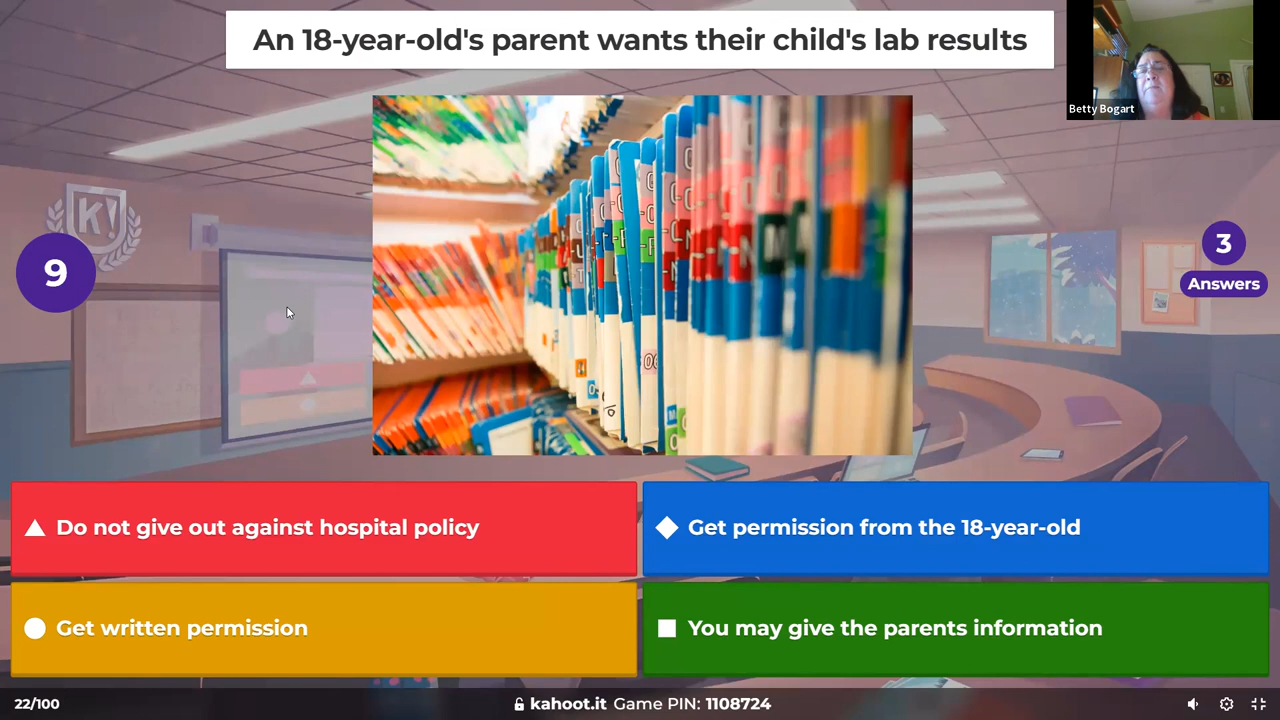 An 18-year-old's parent wants their child's lab results
Betty Bogart
K!
9
3
Answers
Do not give out against hospital policy
Get permission from the 18-year-old
Get written permission
You may give the parents information
22/100
kahoot.it Game PIN: 1108724